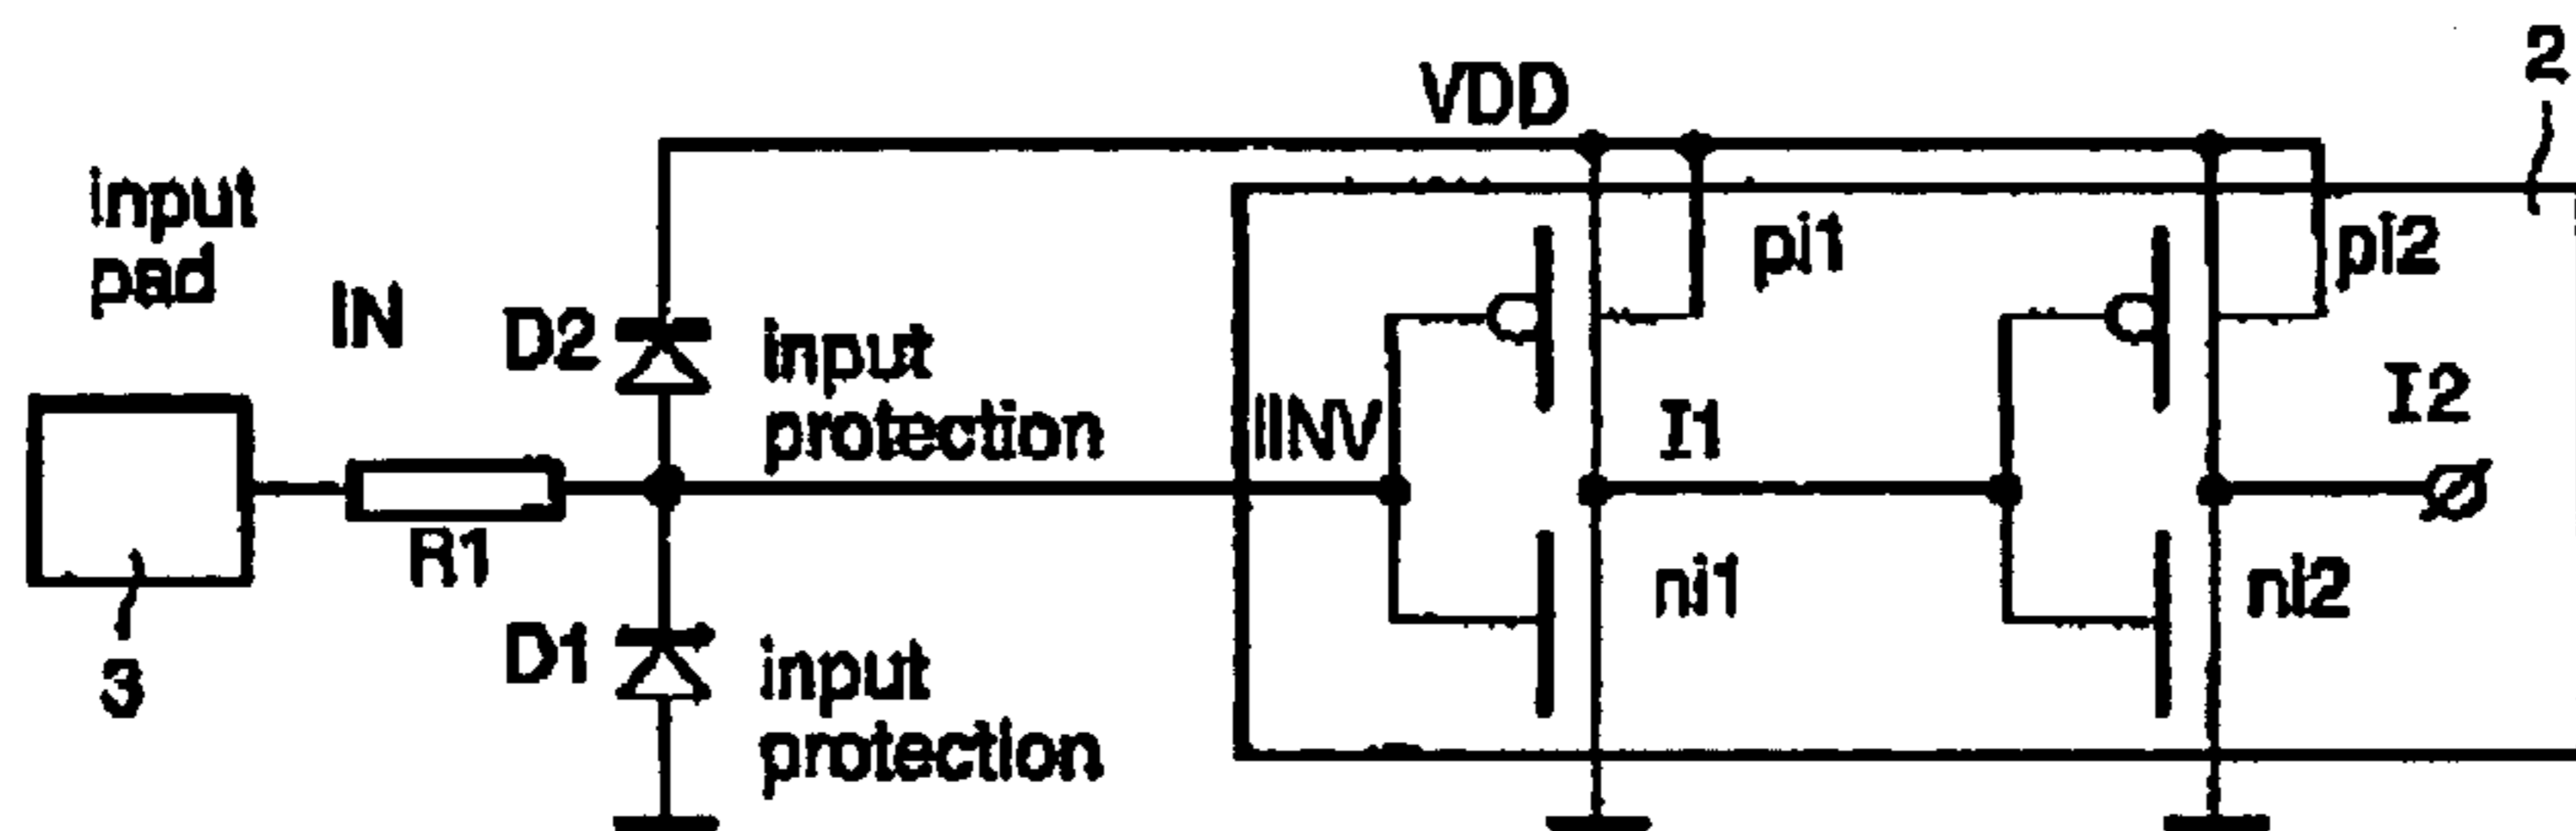 2
VDD
input
pad
IN
pi1
pi2
D2
input
protection
IINV
I1
I2
R1
ni1
ni2
D1
input
protection
3